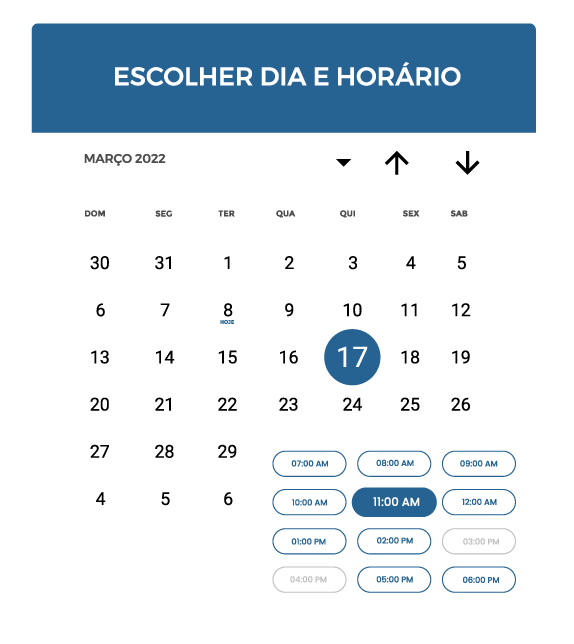 ESCOLHER DIA E HORÁRIO
MARÇO 2022
DOM SEG TER QUA QUI SEX SAB
30 31 1 2 3 4 5
6 7 8 9 10 11 12
HOJE
13 14 15 16 17 18 19
20 21 22 23 24 25 26
27 28 29
4 5 6
07:00 AM 08:00 AM 09:00 AM
10:00 AM 11:00 AM 12:00 AM
01:00 PM 02:00 PM 03:00 PM
04:00 PM 05:00 PM 06:00 PM